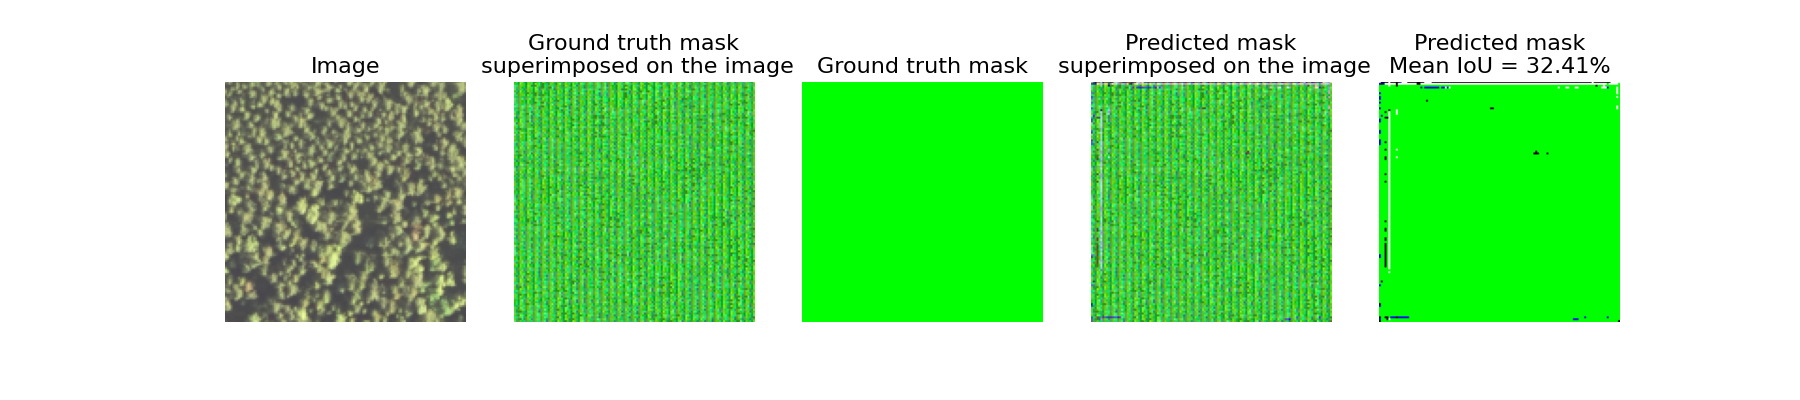 Image
Ground truth mask
superimposed on the image
Ground truth mask
Predicted mask
superimposed on the image
Predicted mask
Mean IoU = 32.41%